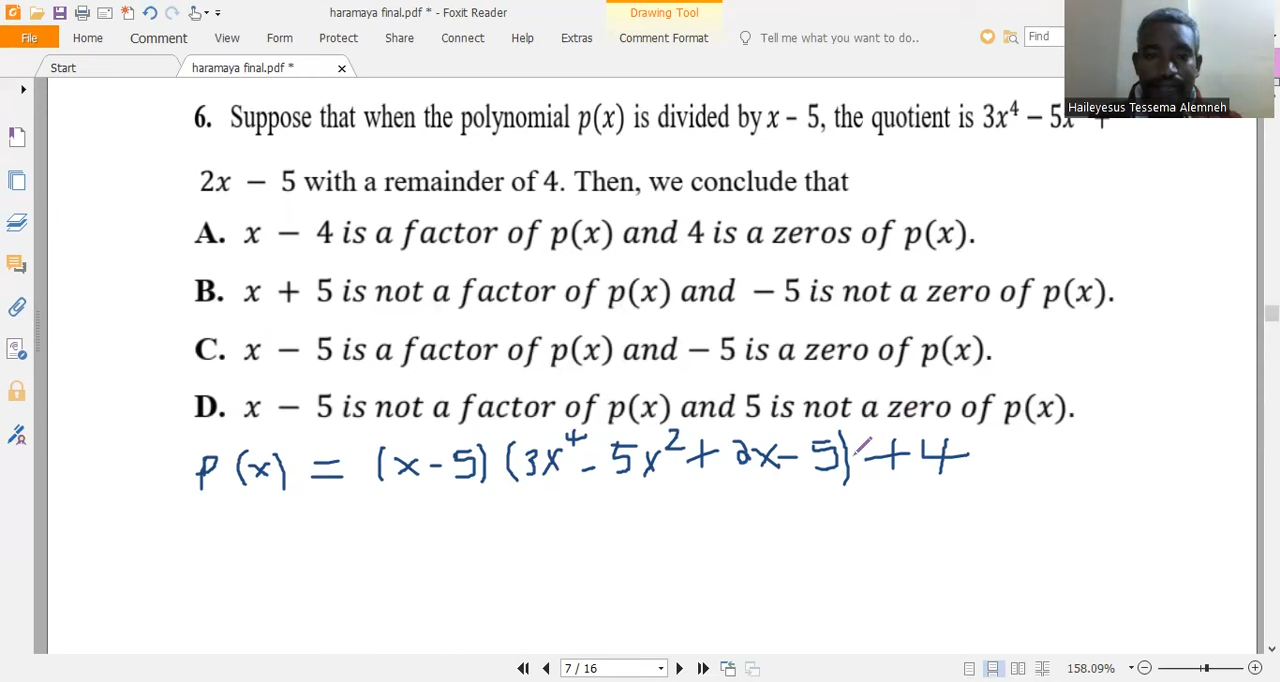 haramaya final.pdf * - Foxit Reader
Drawing Tool
File Home Comment View Form Protect Share Connect Help Extras Comment Format Tell me what you want to do.. Find
Start haramaya final.pdf *
Haileyesus Tessema Alemneh
6. Suppose that when the polynomial p(x) is divided by x - 5, the quotient is 3x⁴ − 5x +
2x − 5 with a remainder of 4. Then, we conclude that
A. x − 4 is a factor of p(x) and 4 is a zeros of p(x).
B. x + 5 is not a factor of p(x) and − 5 is not a zero of p(x).
C. x − 5 is a factor of p(x) and − 5 is a zero of p(x).
D. x − 5 is not a factor of p(x) and 5 is not a zero of p(x).
P(x) = (x-5)(3x⁴-5x²+2x-5)+4
7 / 16
158.09%